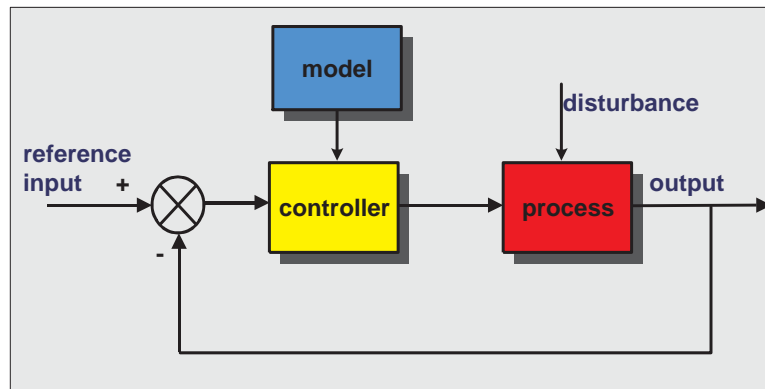 model
disturbance
reference
input
+
controller
process
output
-